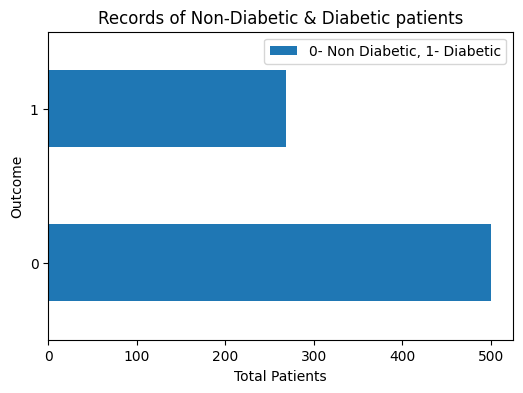 Records of Non-Diabetic & Diabetic patients
0- Non Diabetic, 1- Diabetic
1
Outcome
0
0 100 200 300 400 500
Total Patients